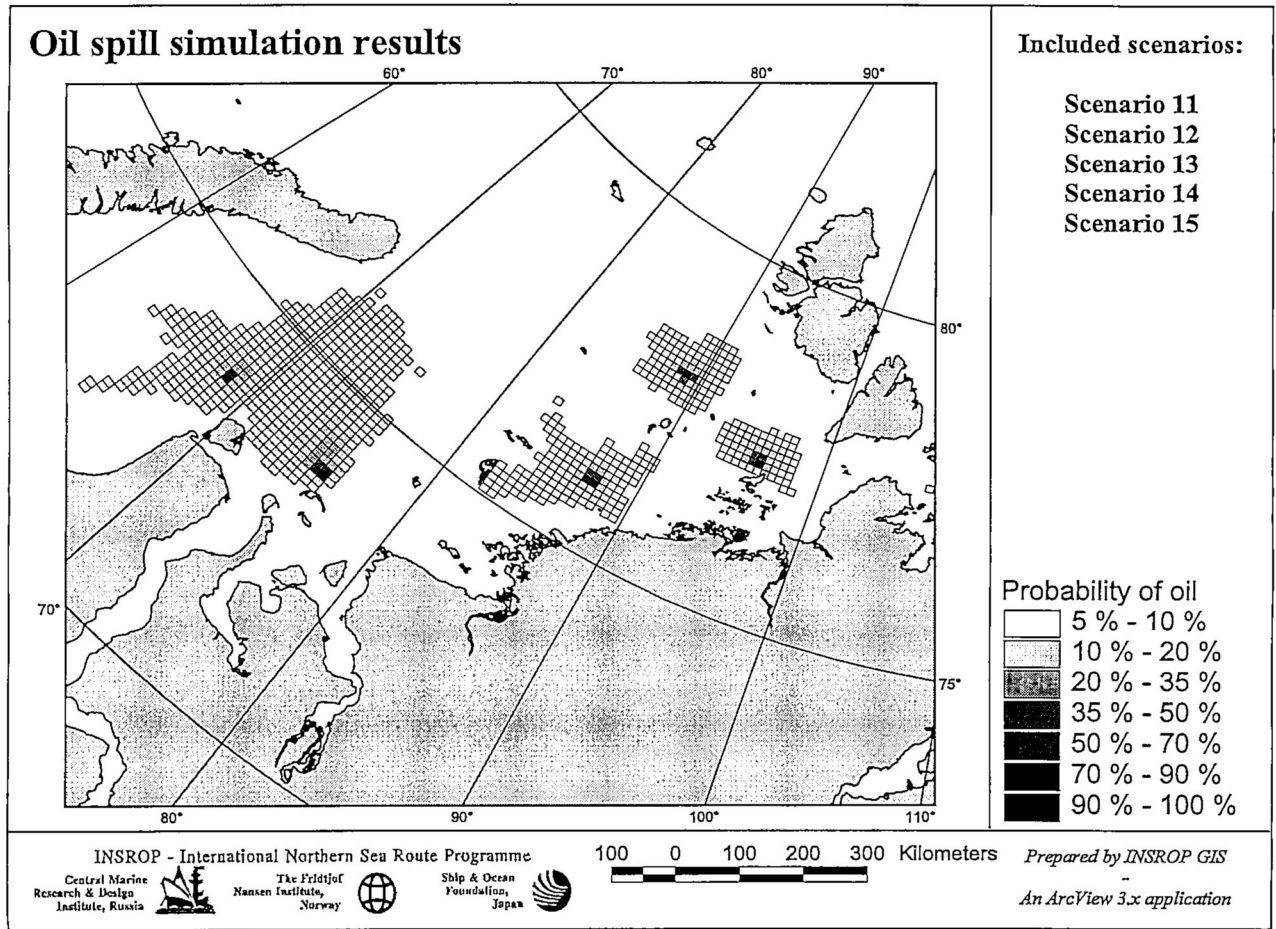 Oil spill simulation results
60°
70°
80°
90°
80°
70°
75°
80°
90°
100°
110°
Included scenarios:
Scenario 11
Scenario 12
Scenario 13
Scenario 14
Scenario 15
Probability of oil
5 % - 10 %
10 % - 20 %
20 % - 35 %
35 % - 50 %
50 % - 70 %
70 % - 90 %
90 % - 100 %
INSROP - International Northern Sea Route Programme
Central Marine
Research & Design
Institute, Russia
The Fridtjof
Nansen Institute,
Norway
Ship & Ocean
Foundation,
Japan
100 0 100 200 300 Kilometers
Prepared by INSROP GIS
--
An ArcView 3.x application